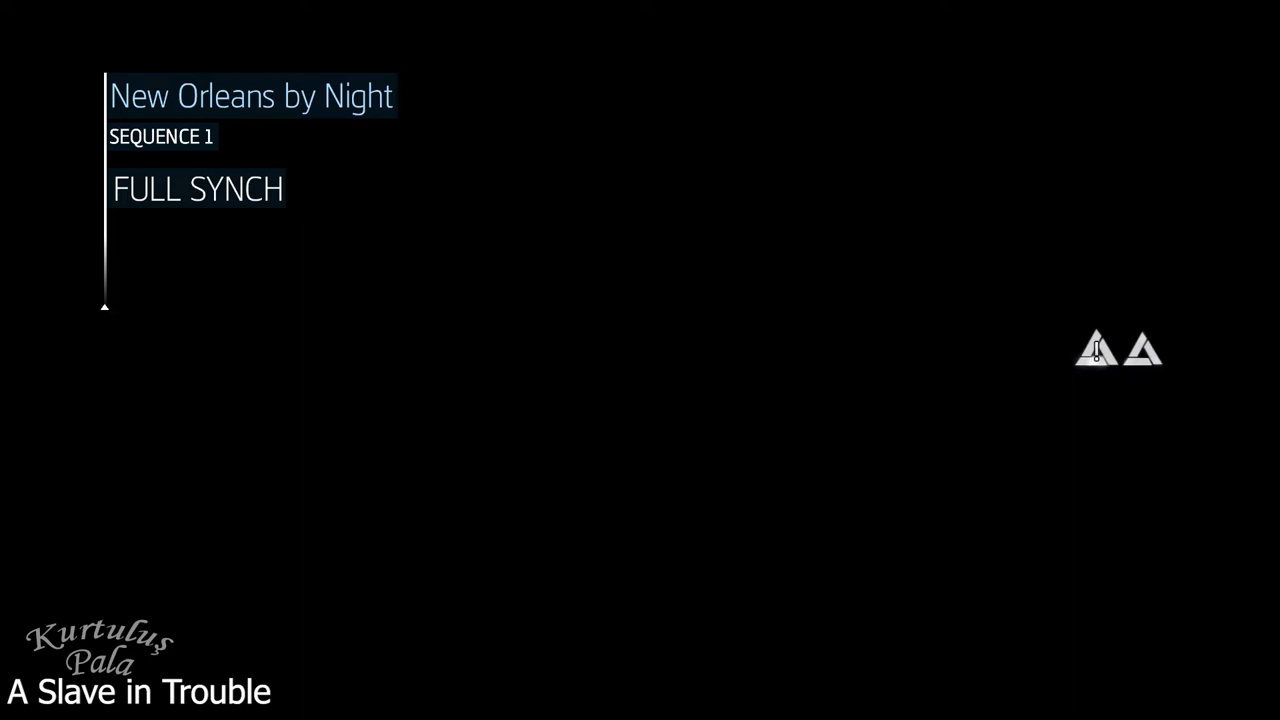 New Orleans by Night
SEQUENCE 1
FULL SYNCH
Kurtuluş
Pala
A Slave in Trouble